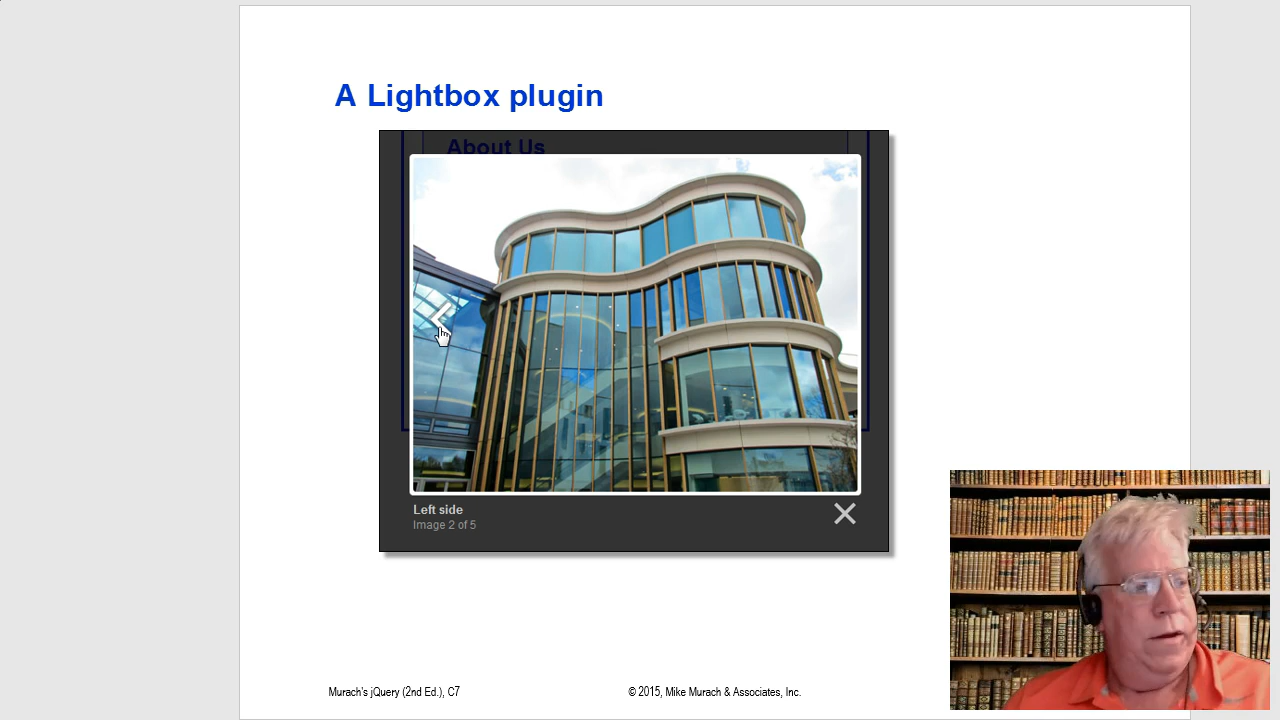 A Lightbox plugin
About Us
Left side
Image 2 of 5
Murach's jQuery (2nd Ed.), C7
© 2015, Mike Murach & Associates, Inc.